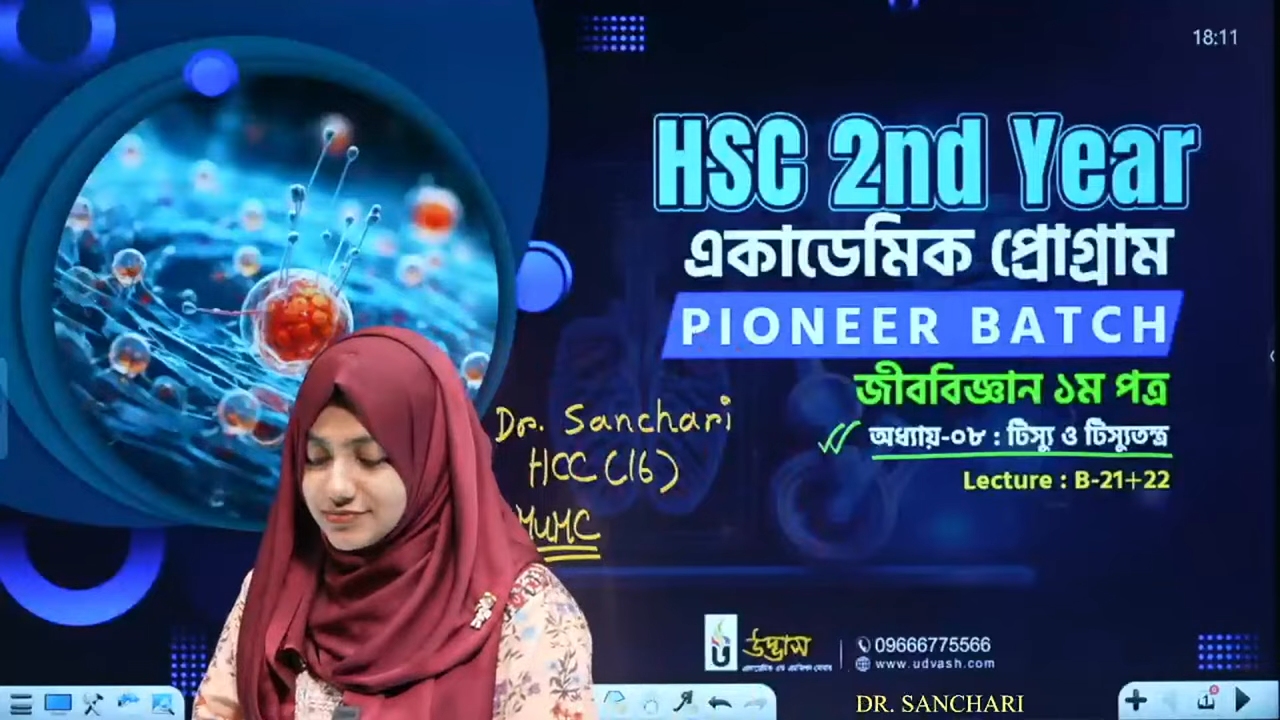 18:11
HSC 2nd Year
একাডেমিক প্রোগ্রাম
PIONEER BATCH
জীববিজ্ঞান ১ম পত্র
অধ্যায়-০৮ : টিস্যু ও টিস্যুতন্ত্র
Lecture : B-21+22
Dr. Sanchari
HCC (16)
MuMC
উদ্ভাস
09666775566
www.udvash.com
DR. SANCHARI